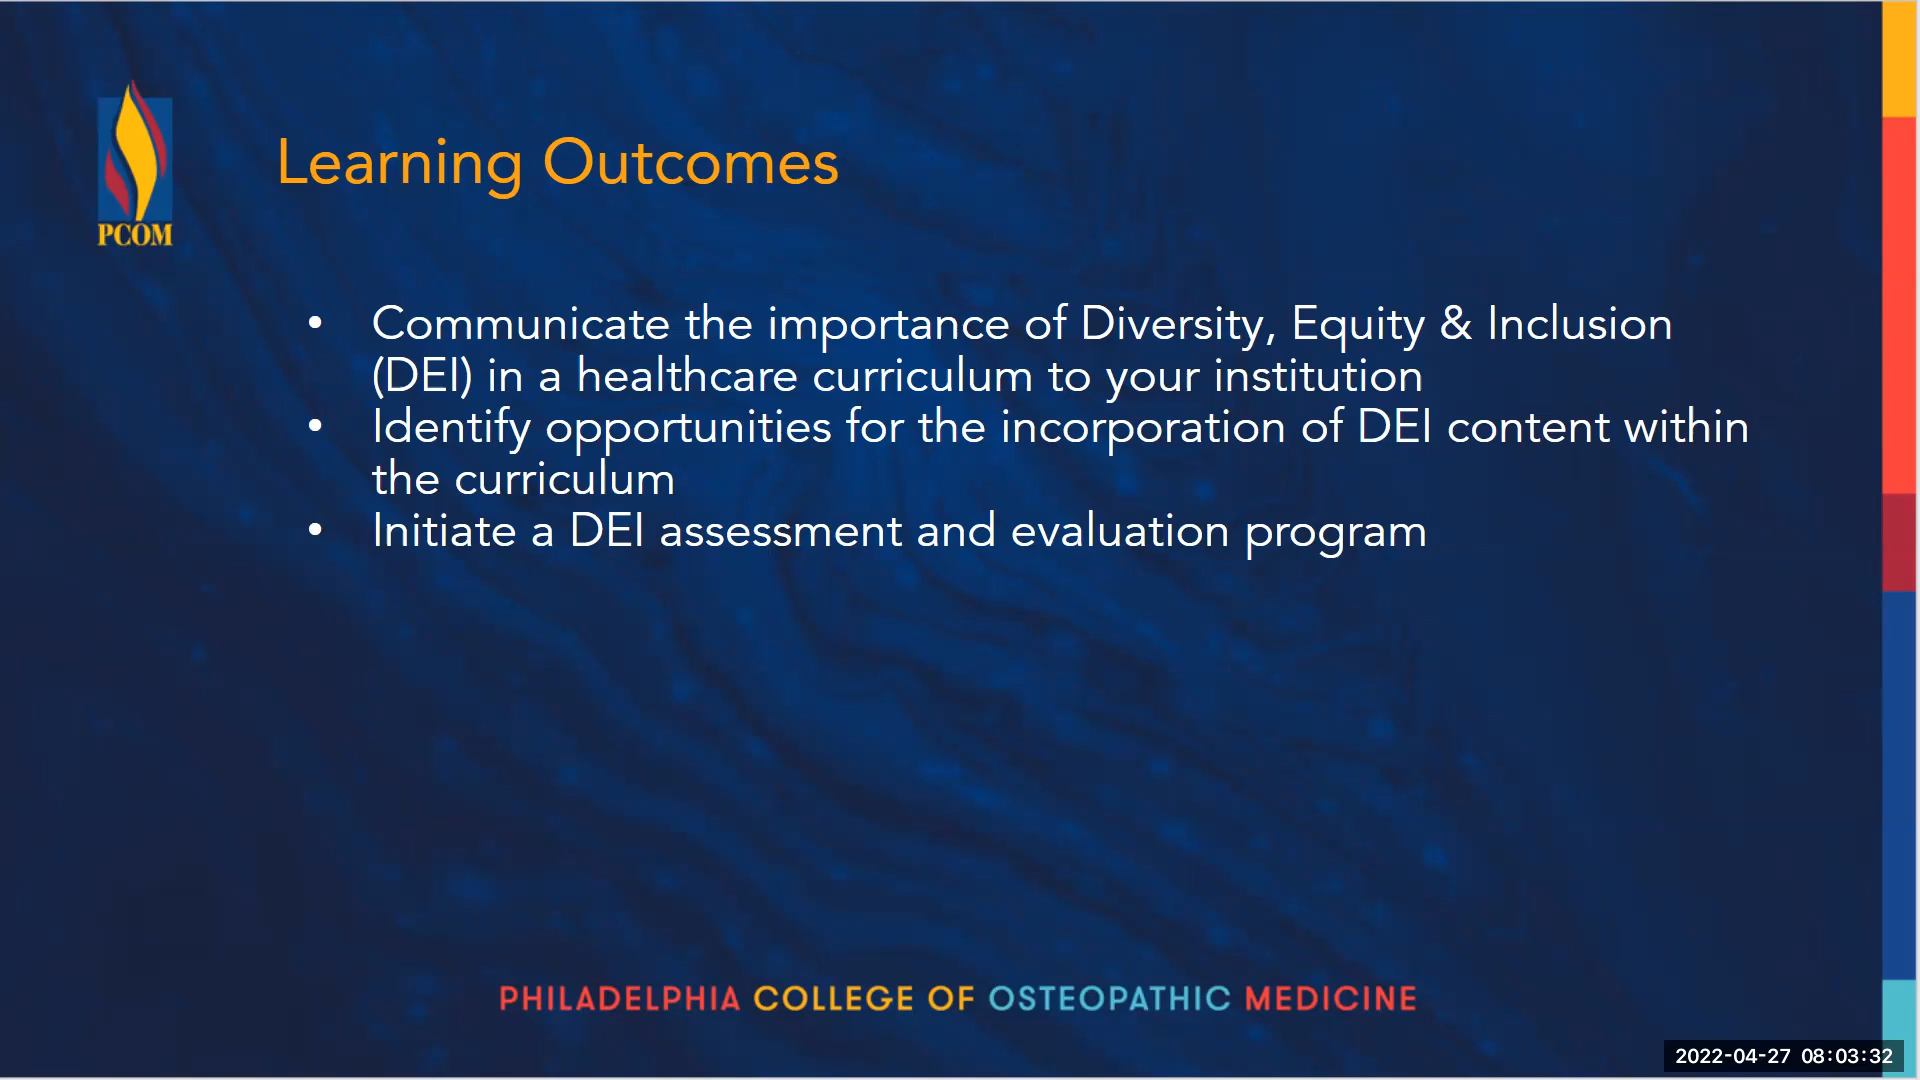 PCOM
Learning Outcomes
• Communicate the importance of Diversity, Equity & Inclusion
(DEI) in a healthcare curriculum to your institution
• Identify opportunities for the incorporation of DEI content within
the curriculum
• Initiate a DEI assessment and evaluation program
PHILADELPHIA COLLEGE OF OSTEOPATHIC MEDICINE
2022-04-27 08:03:32